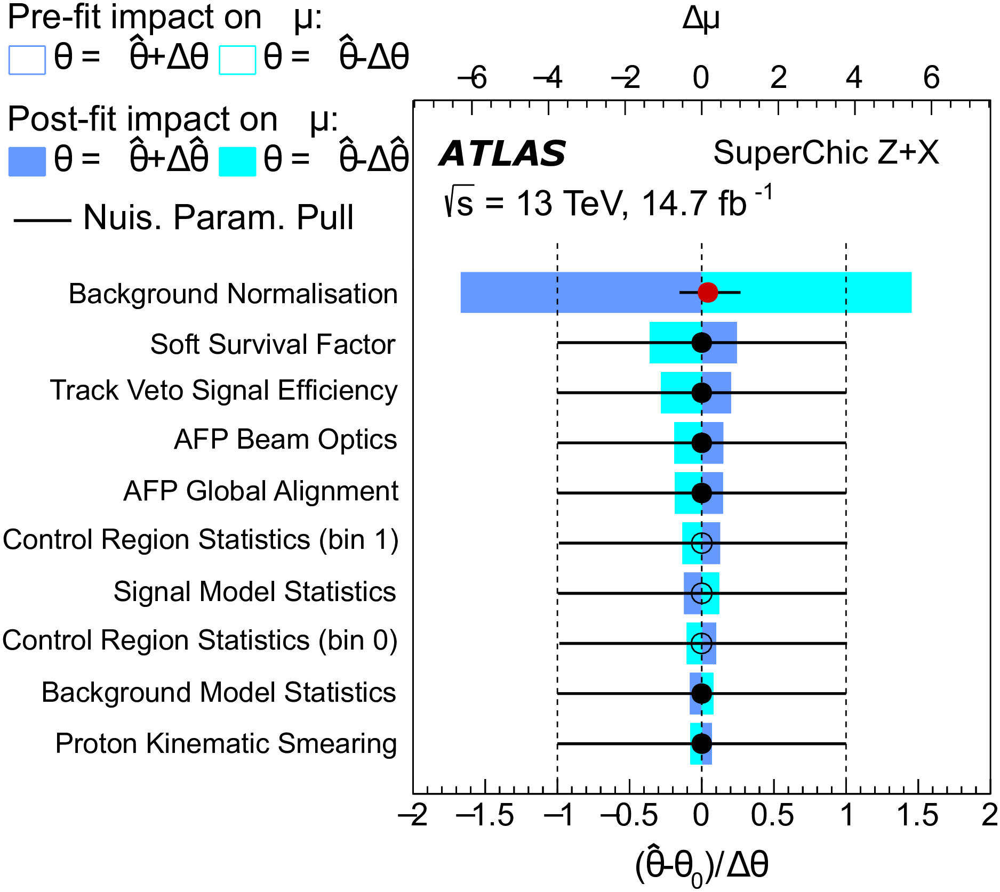 Pre-fit impact on μ:
θ = θ̂+Δθ θ = θ̂-Δθ
Post-fit impact on μ:
θ = θ̂+Δθ̂ θ = θ̂-Δθ̂
Nuis. Param. Pull
Δμ
−6 −4 −2 0 2 4 6
ATLAS SuperChic Z+X
√s = 13 TeV, 14.7 fb⁻¹
Background Normalisation
Soft Survival Factor
Track Veto Signal Efficiency
AFP Beam Optics
AFP Global Alignment
Control Region Statistics (bin 1)
Signal Model Statistics
Control Region Statistics (bin 0)
Background Model Statistics
Proton Kinematic Smearing
−2 −1.5 −1 −0.5 0 0.5 1 1.5 2
(θ̂-θ₀)/Δθ